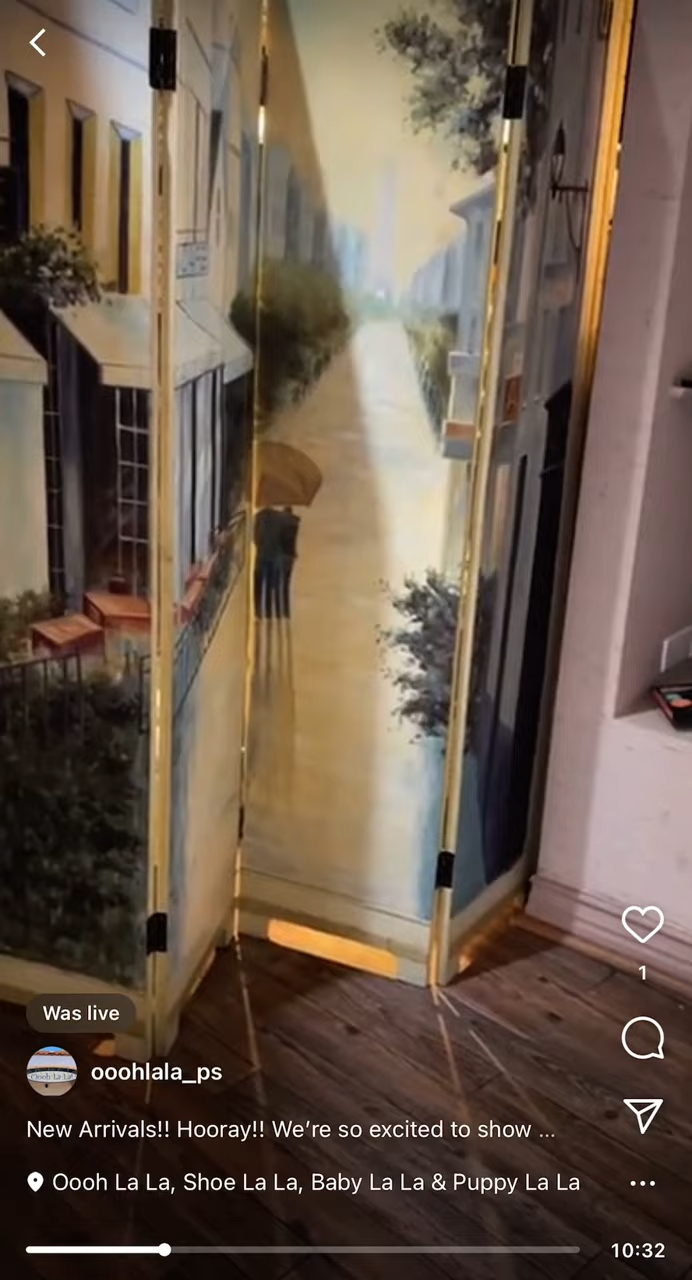 Was live
ooohlala_ps
New Arrivals!! Hooray!! We’re so excited to show ...
Oooh La La, Shoe La La, Baby La La & Puppy La La
1
10:32